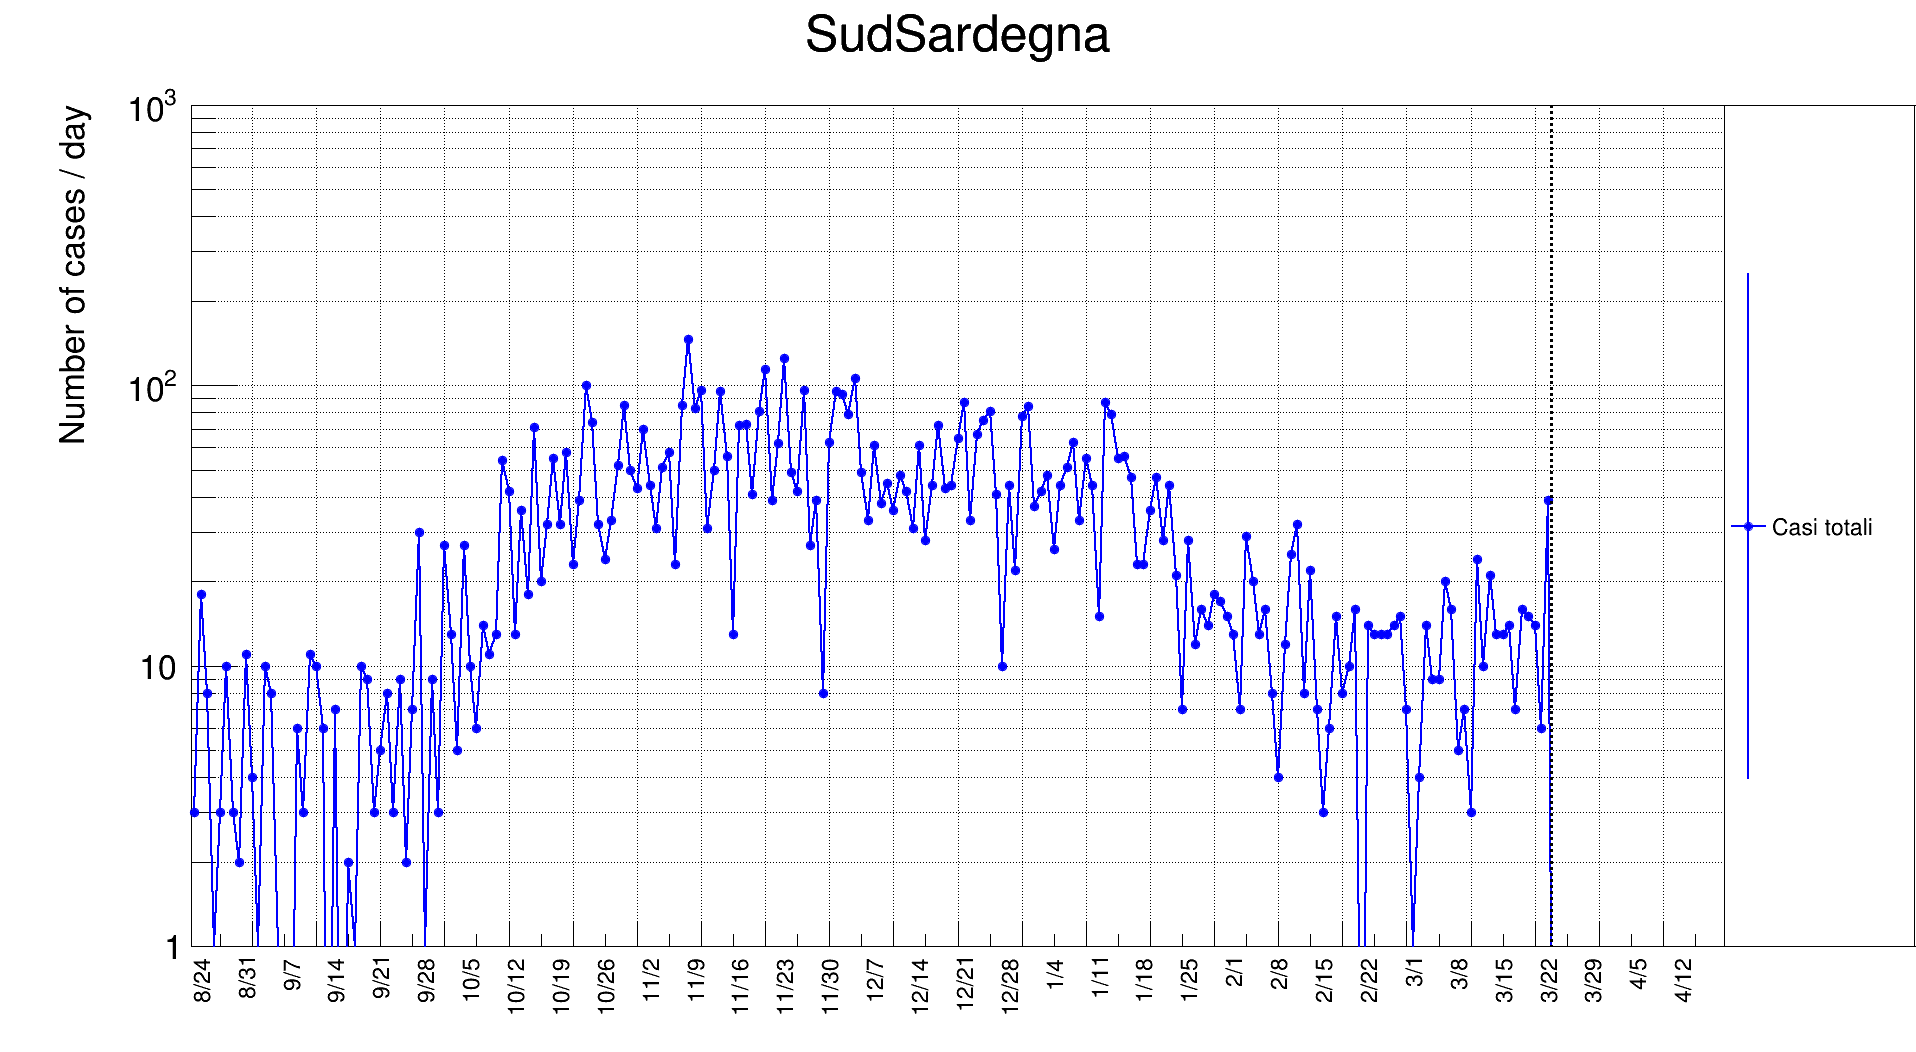 SudSardegna
Number of cases / day
10³
10²
10
1
8/24 8/31 9/7 9/14 9/21 9/28 10/5 10/12 10/19 10/26 11/2 11/9 11/16 11/23 11/30 12/7 12/14 12/21 12/28 1/4 1/11 1/18 1/25 2/1 2/8 2/15 2/22 3/1 3/8 3/15 3/22 3/29 4/5 4/12
Casi totali